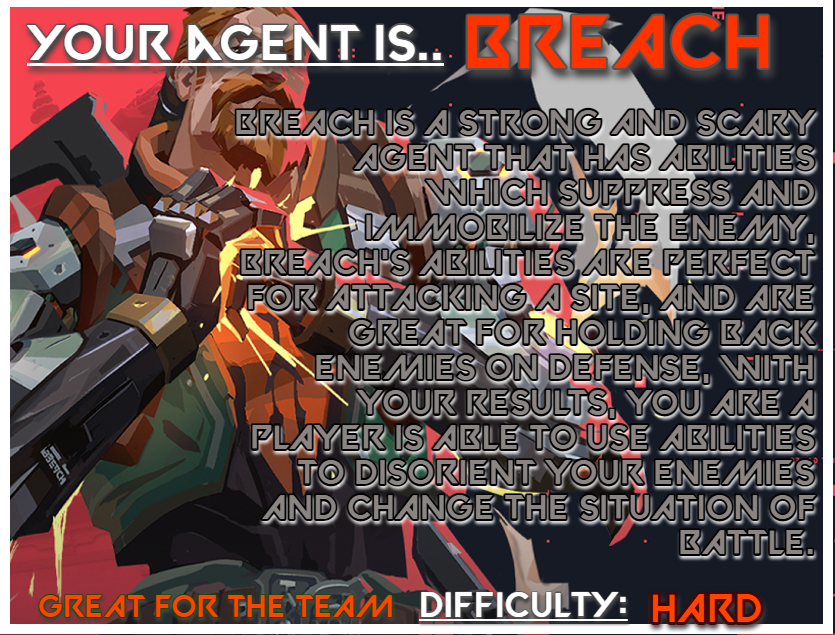 YOUR AGENT IS.. BREACH
BREACH IS A STRONG AND SCARY
AGENT THAT HAS ABILITIES
WHICH SUPPRESS AND
IMMOBILIZE THE ENEMY,
BREACH'S ABILITIES ARE PERFECT
FOR ATTACKING A SITE, AND ARE
GREAT FOR HOLDING BACK
ENEMIES ON DEFENSE, WITH
YOUR RESULTS, YOU ARE A
PLAYER IS ABLE TO USE ABILITIES
TO DISORIENT YOUR ENEMIES
AND CHANGE THE SITUATION OF
BATTLE.
GREAT FOR THE TEAM DIFFICULTY: HARD